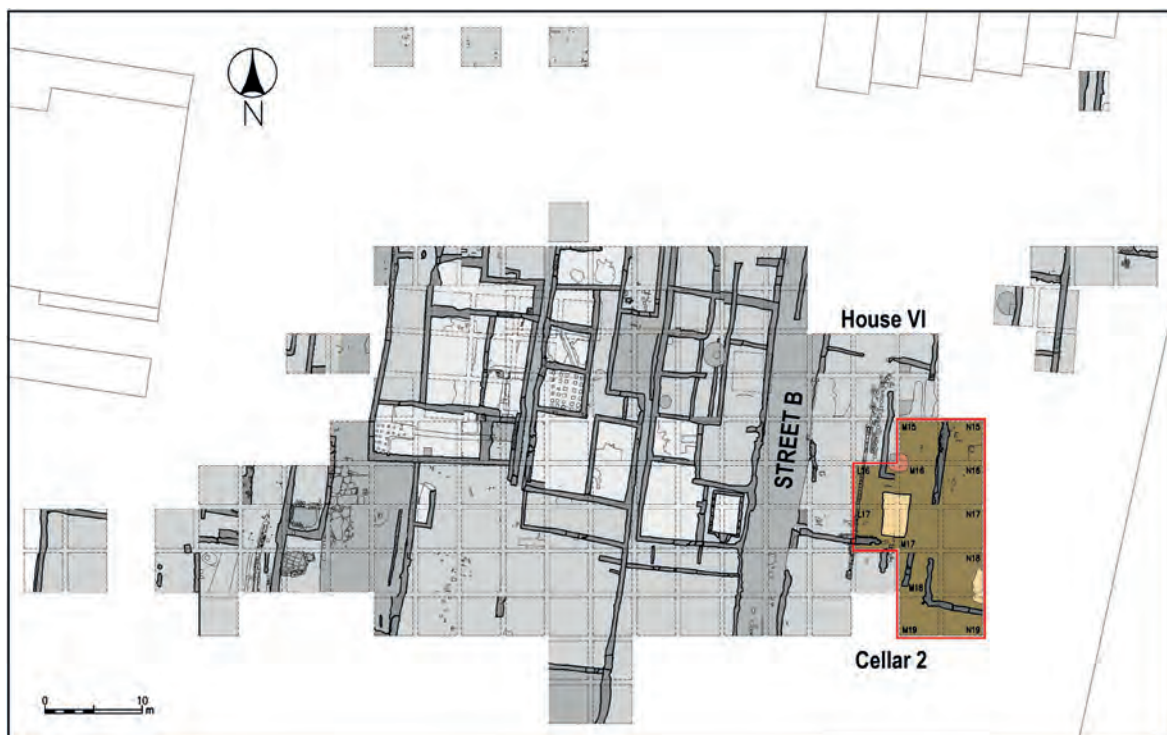 N
House VI
STREET B
M15 N15
L16 M16 N16
L17 N17
M17
N18
M18
M19 N19
Cellar 2
0 10
m